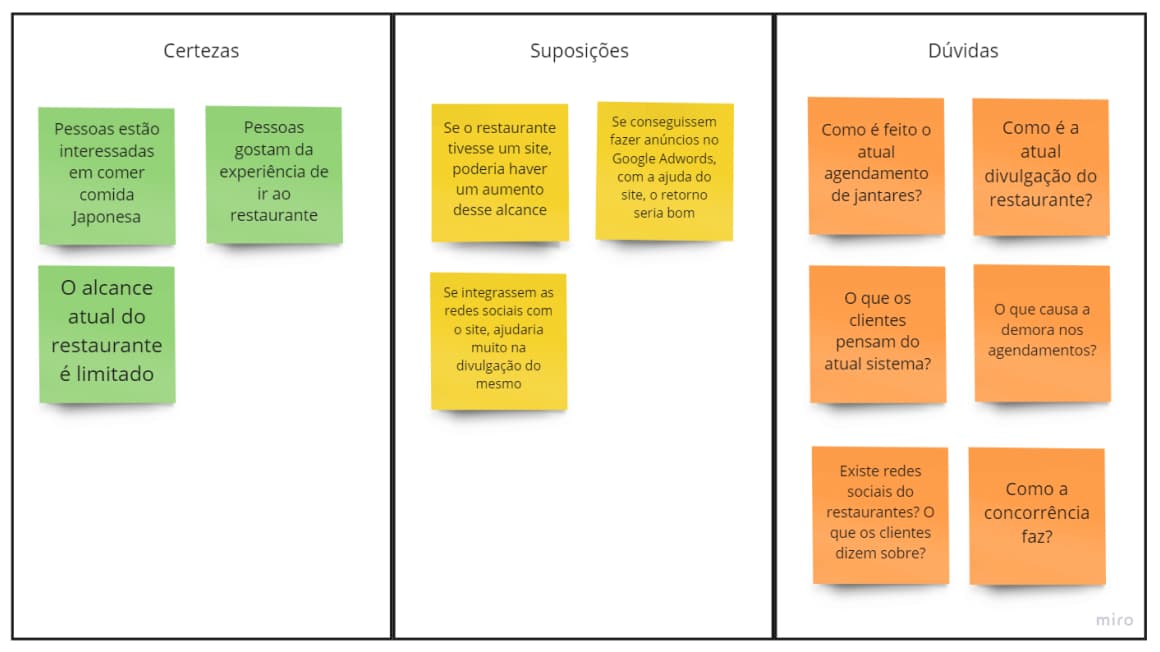 Certezas
Pessoas estão
interessadas
em comer
comida
Japonesa
Pessoas
gostam da
experiência de
ir ao
restaurante
O alcance
atual do
restaurante
é limitado
Suposições
Se o restaurante
tivesse um site,
poderia haver
um aumento
desse alcance
Se conseguissem
fazer anúncios no
Google Adwords,
com a ajuda do
site, o retorno
seria bom
Se integrassem as
redes sociais com
o site, ajudaria
muito na
divulgação do
mesmo
Dúvidas
Como é feito o
atual
agendamento
de jantares?
Como é a
atual
divulgação do
restaurante?
O que os
clientes
pensam do
atual sistema?
O que causa a
demora nos
agendamentos?
Existe redes
sociais do
restaurantes? O
que os clientes
dizem sobre?
Como a
concorrência
faz?
miro